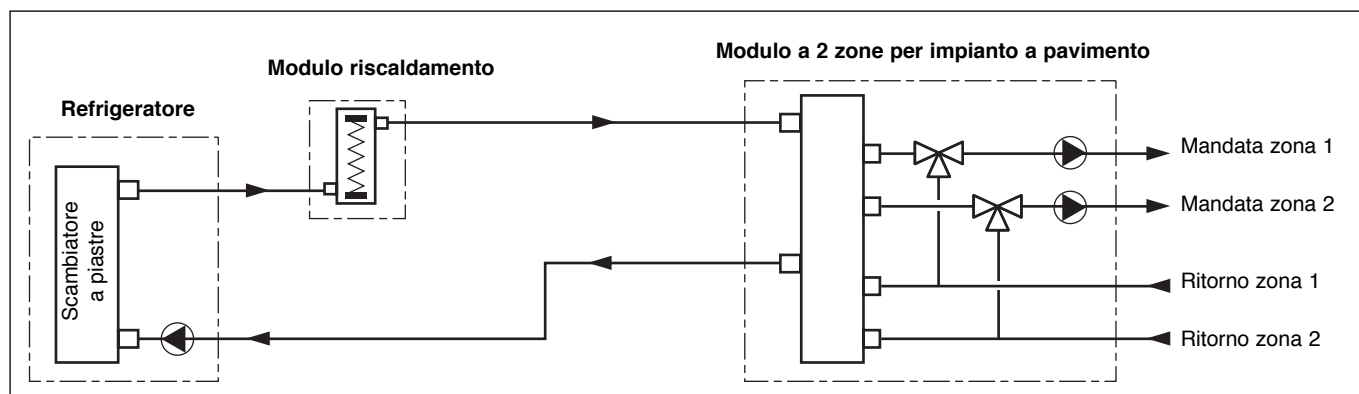 Modulo a 2 zone per impianto a pavimento
Modulo riscaldamento
Refrigeratore
Scambiatore
a piastre
Mandata zona 1
Mandata zona 2
Ritorno zona 1
Ritorno zona 2